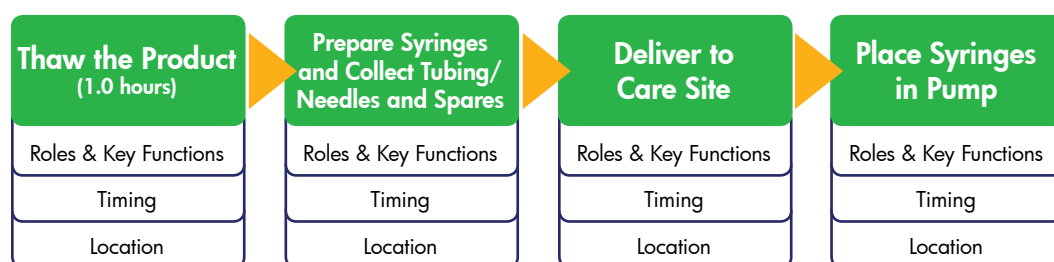 Thaw the Product
(1.0 hours)
Roles & Key Functions
Timing
Location
Prepare Syringes
and Collect Tubing/
Needles and Spares
Roles & Key Functions
Timing
Location
Deliver to
Care Site
Roles & Key Functions
Timing
Location
Place Syringes
in Pump
Roles & Key Functions
Timing
Location